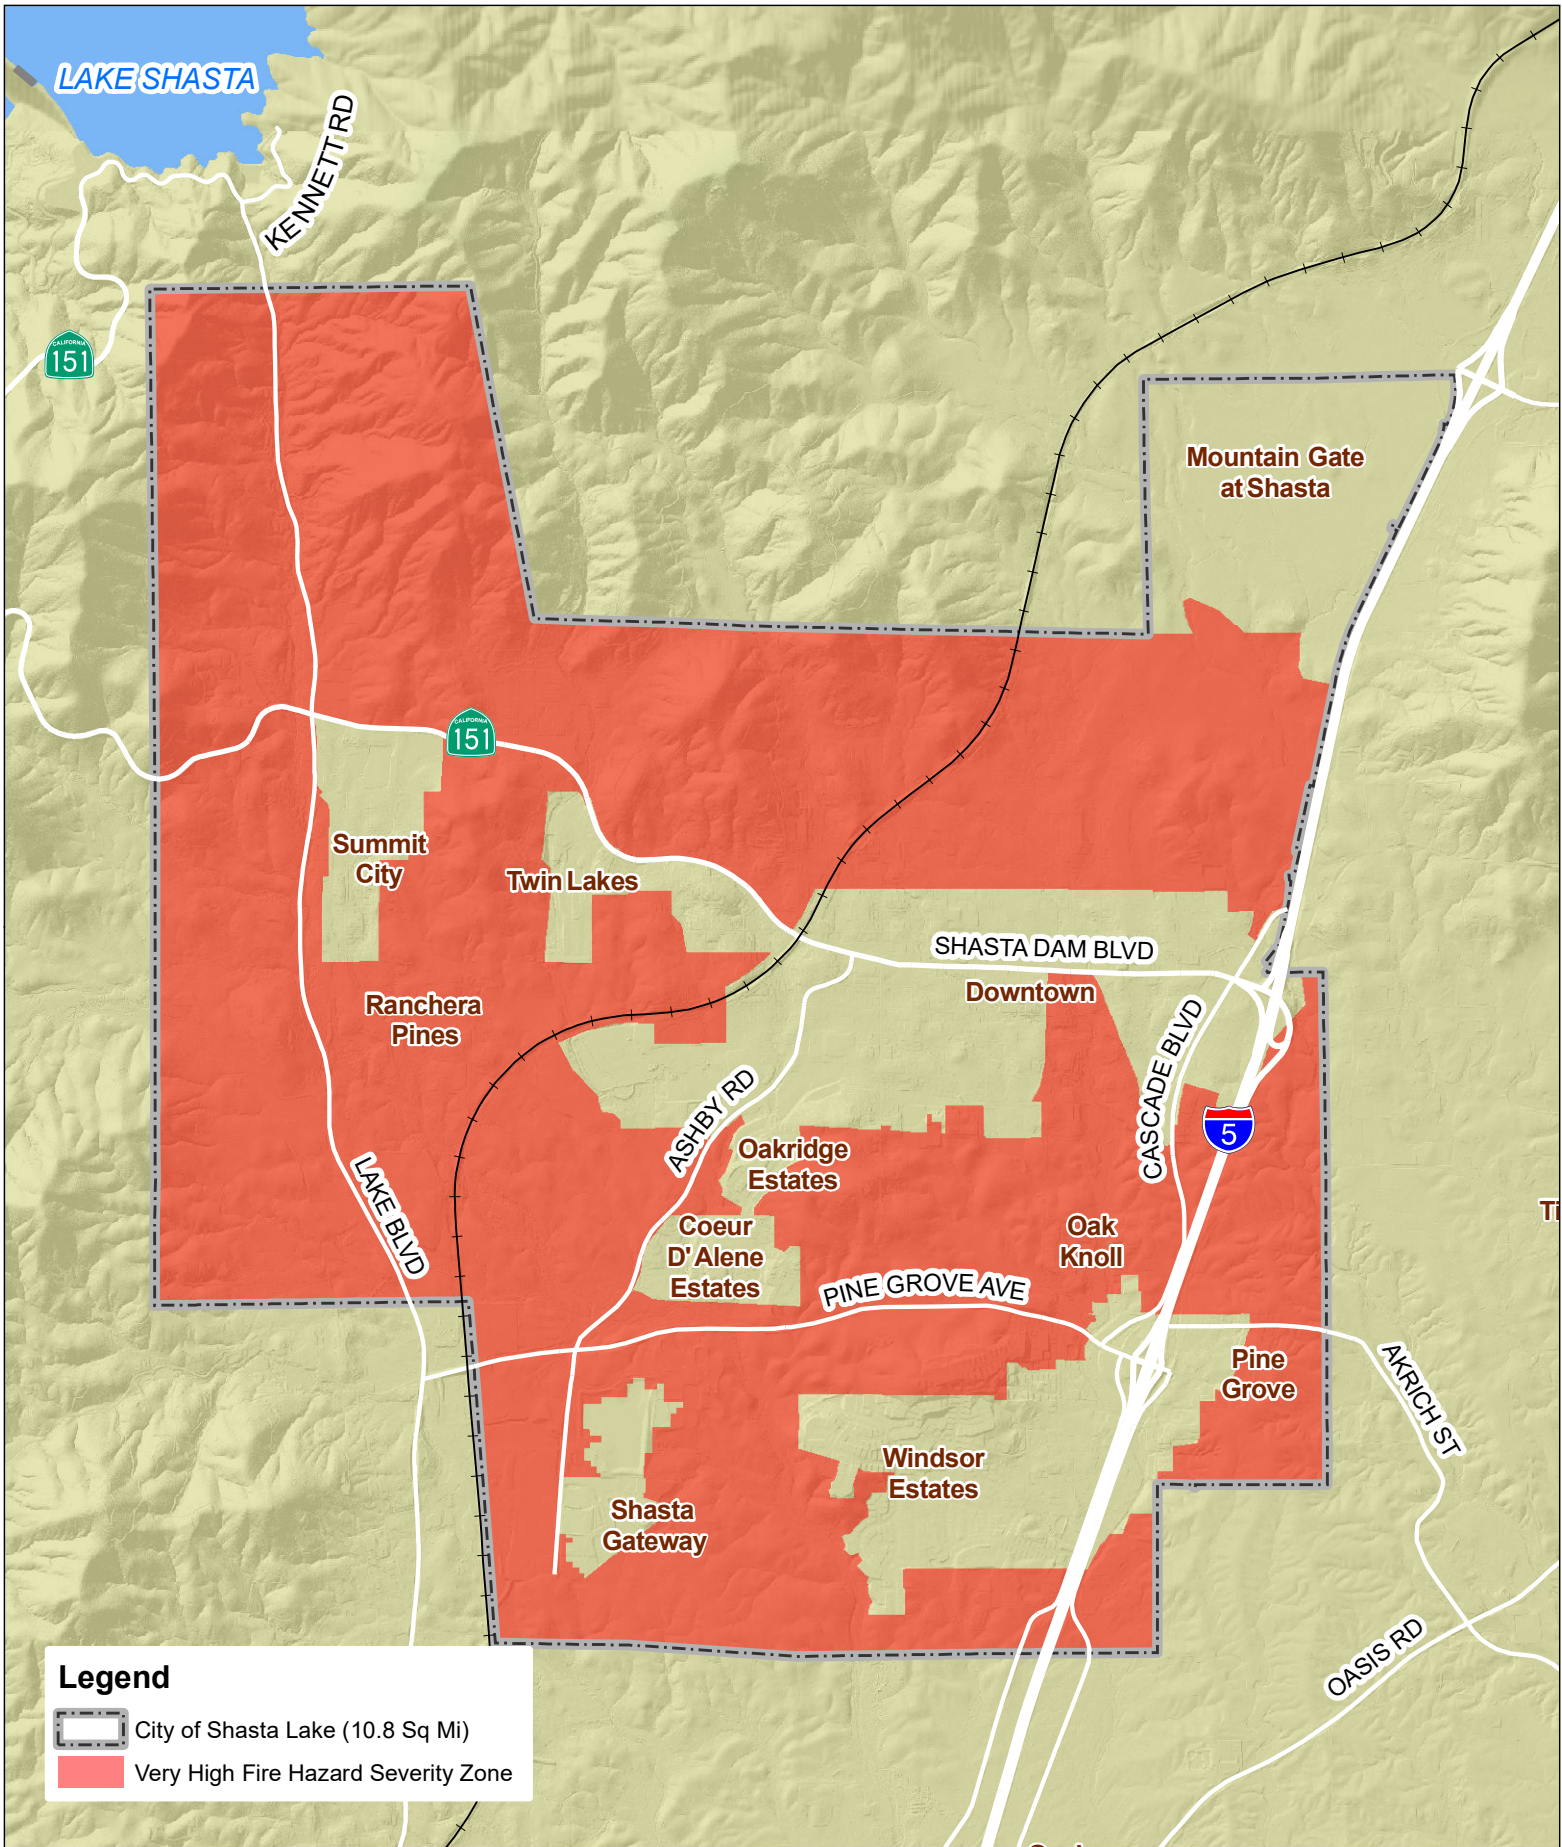 LAKE SHASTA
KENNETT RD
CALIFORNIA
151
Mountain Gate
at Shasta
CALIFORNIA
151
Summit
City
Twin Lakes
SHASTA DAM BLVD
Downtown
Ranchera
Pines
CASCADE BLVD
ASHBY RD
5
Oakridge
Estates
LAKE BLVD
Coeur
D'Alene
Estates
Oak
Knoll
Ti
PINE GROVE AVE
Pine
Grove
AKRICH ST
Windsor
Estates
Shasta
Gateway
OASIS RD
Legend
City of Shasta Lake (10.8 Sq Mi)
Very High Fire Hazard Severity Zone